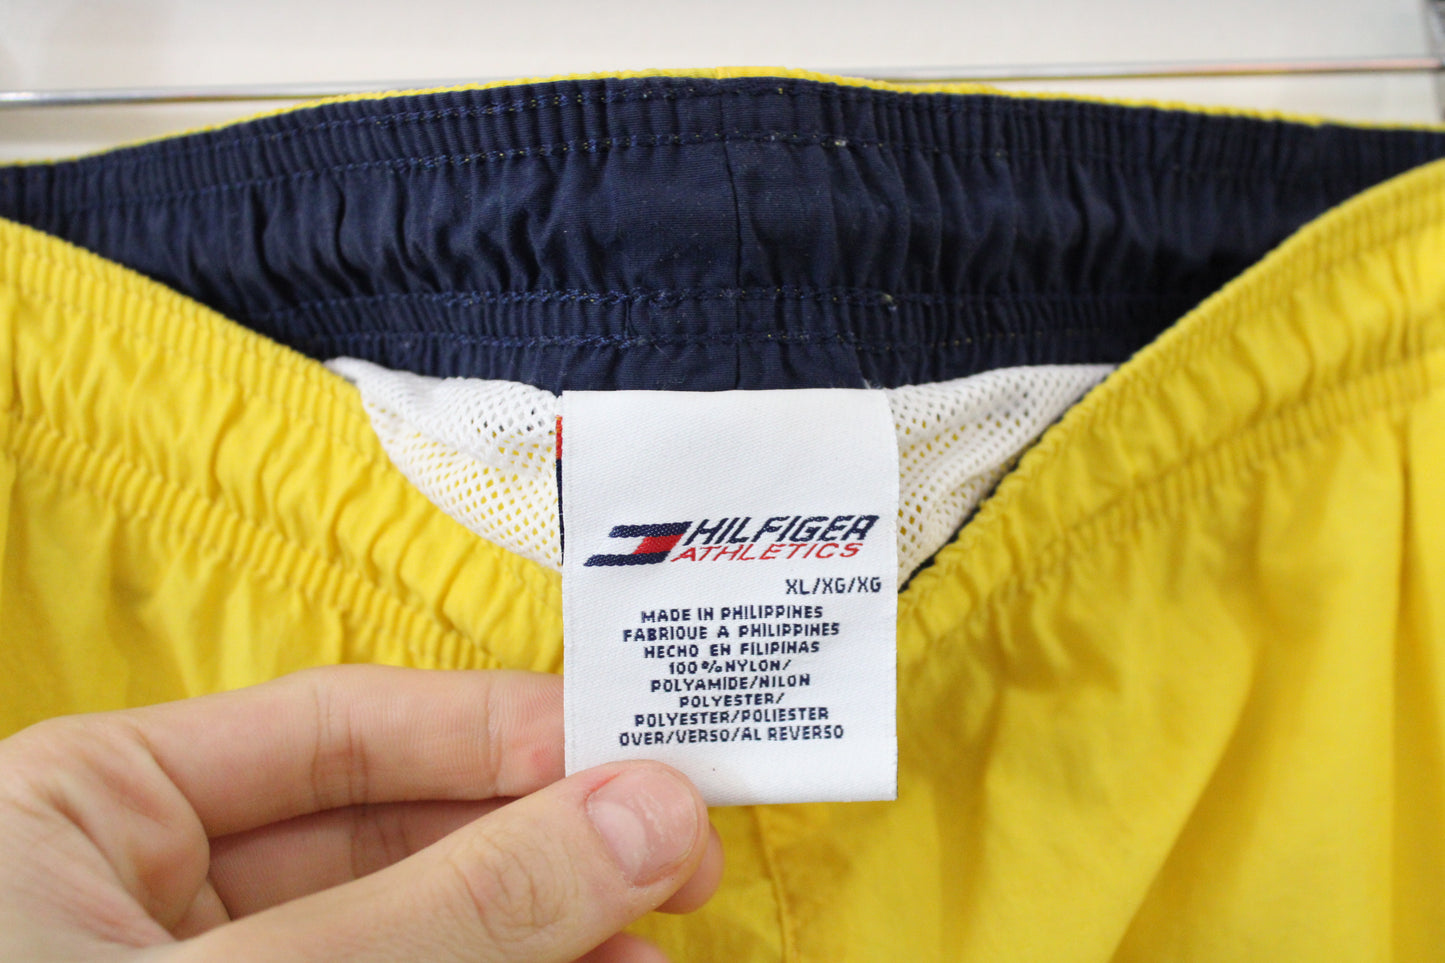 HILFIGER
ATHLETICS
XL/XG/XG
MADE IN PHILIPPINES
FABRIQUE A PHILIPPINES
HECHO EN FILIPINAS
100%NYLON/
POLYAMIDE/NILON
POLYESTER/
POLYESTER/POLIESTER
OVER/VERSO/AL REVERSO